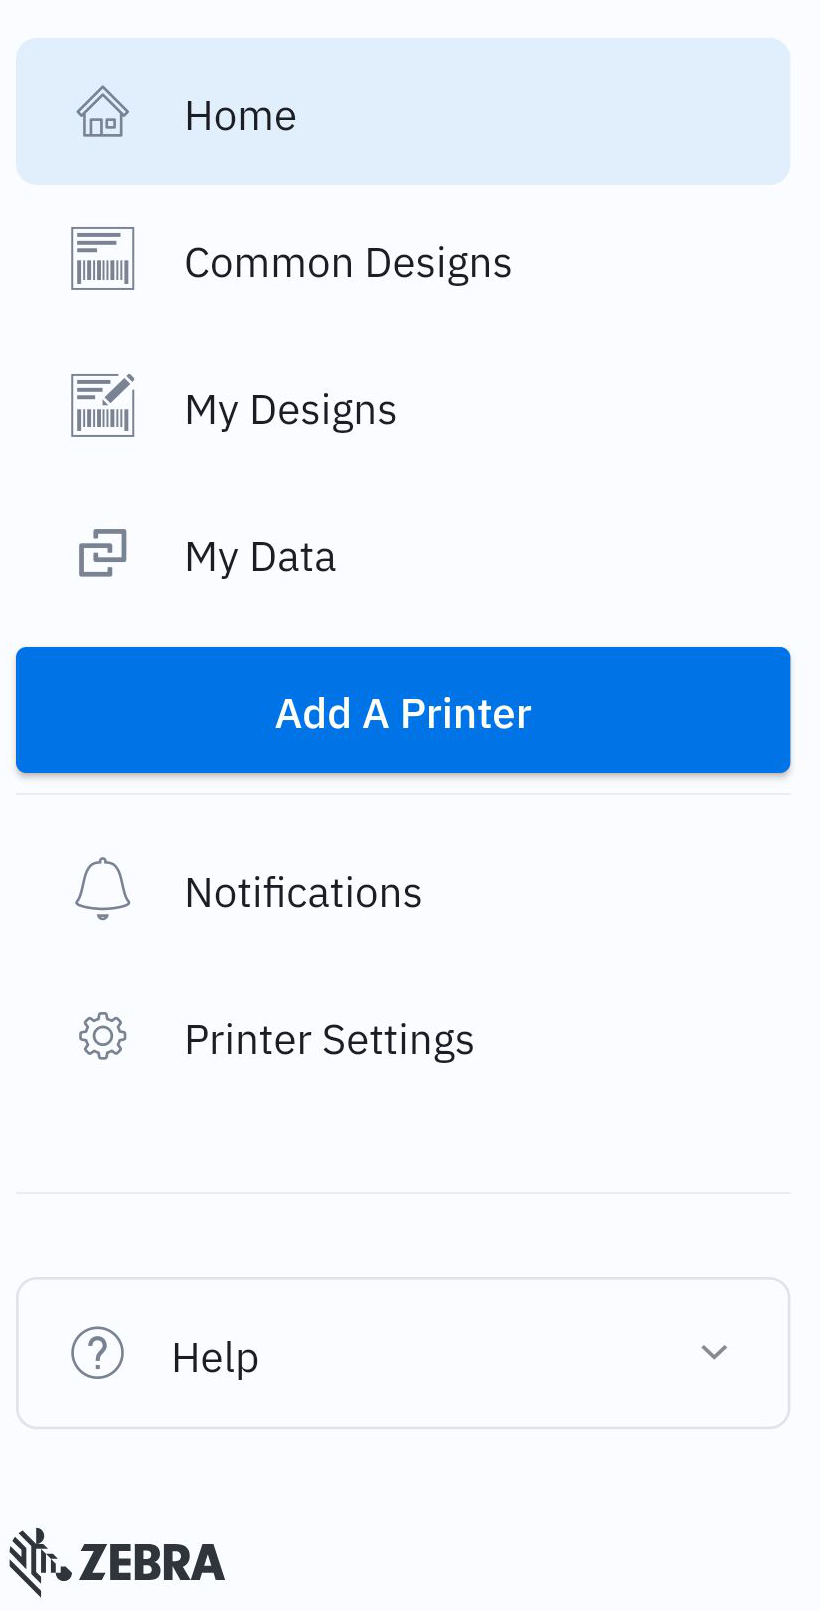 Home
Common Designs
My Designs
My Data
Add A Printer
Notifications
Printer Settings
Help
ZEBRA